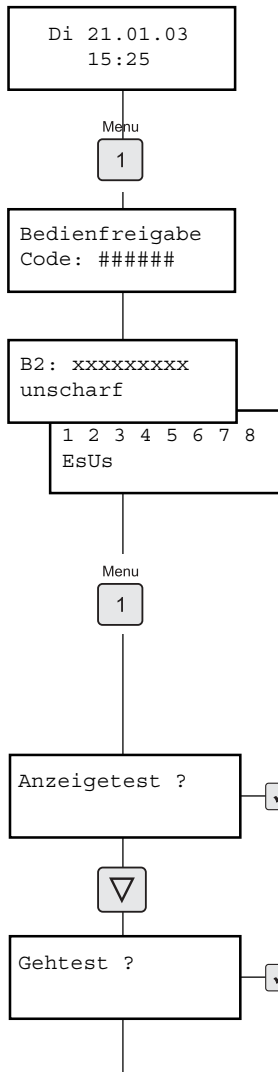 Di 21.01.03
15:25
Menu
1
Bedienfreigabe
Code: ######
B2: xxxxxxxxx
unscharf
1 2 3 4 5 6 7 8
EsUs
Menu
1
Anzeigetest ?
Gehtest ?